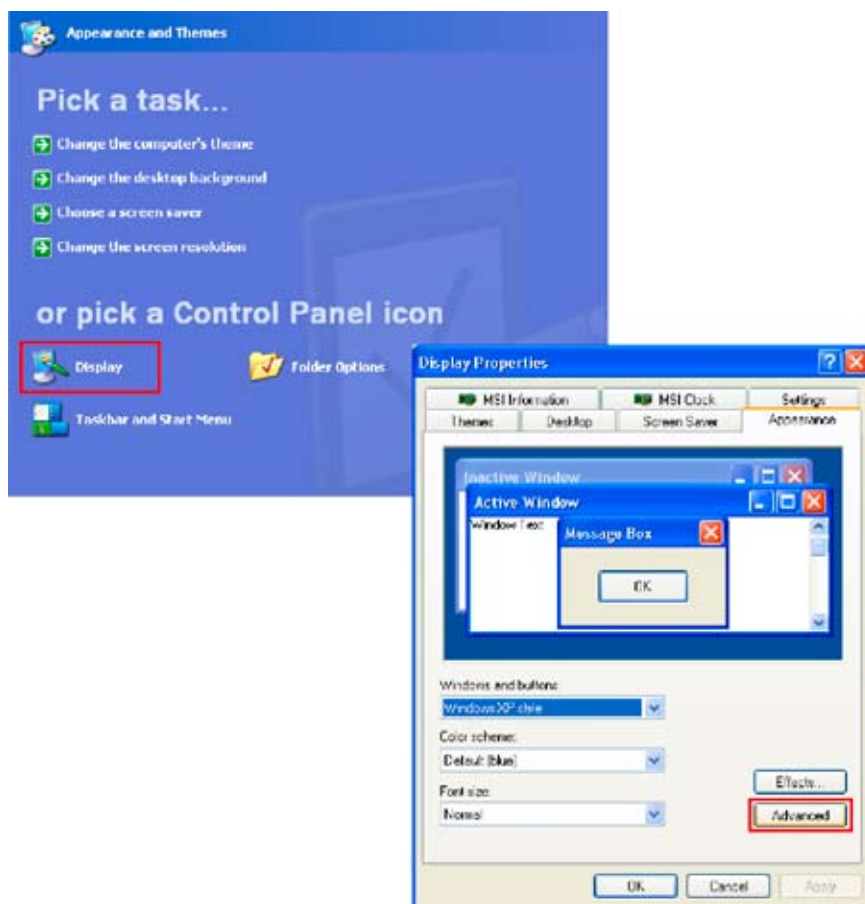 Appearance and Themes
Pick a task...
Change the computer's theme
Change the desktop background
Choose a screen saver
Change the screen resolution
or pick a Control Panel icon
Display
Folder Options
Taskbar and Start Menu
Display Properties
MSI Information
MSI Clock
Settings
Themes
Desktop
Screen Saver
Appearance
Inactive Window
Active Window
Window Text
Message Box
OK
Windows and buttons:
Windows XP style
Color scheme:
Default (blue)
Font size:
Normal
Effects...
Advanced
OK
Cancel
Apply